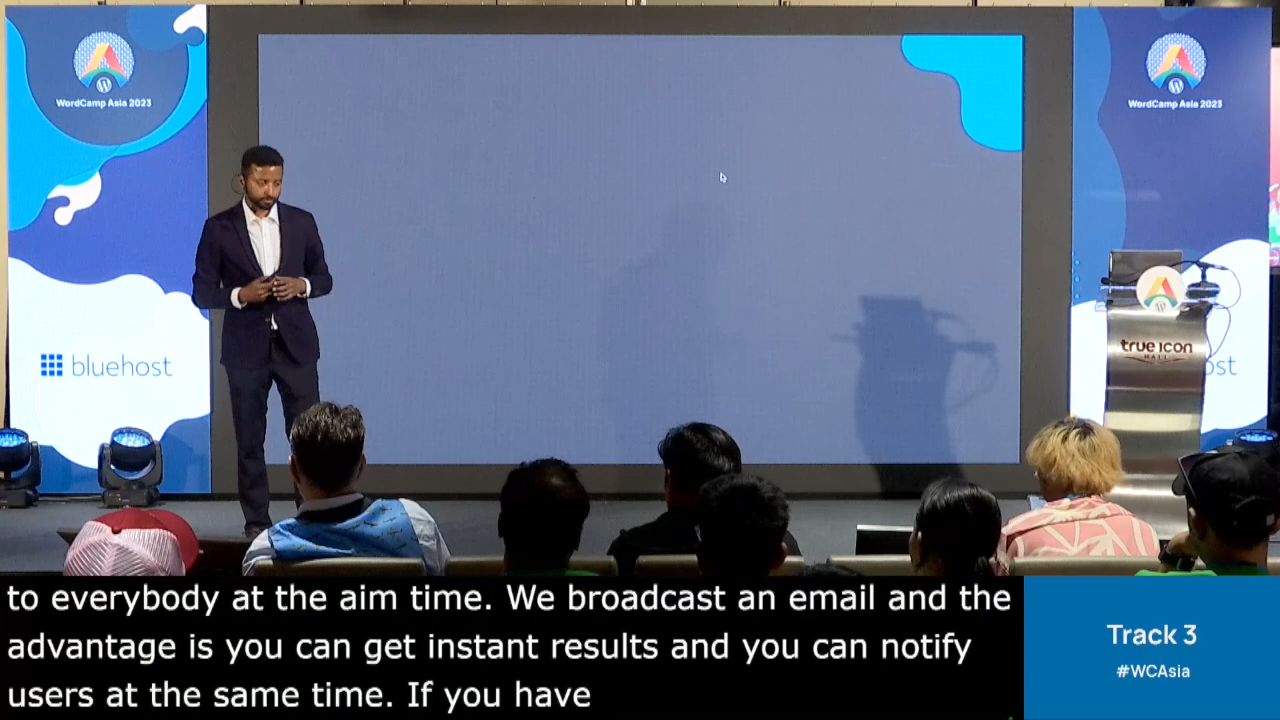 WordCamp Asia 2023
WordCamp Asia 2023
bluehost
true icon
HALL
ost
to everybody at the aim time. We broadcast an email and the
advantage is you can get instant results and you can notify
users at the same time. If you have
Track 3
#WCAsia